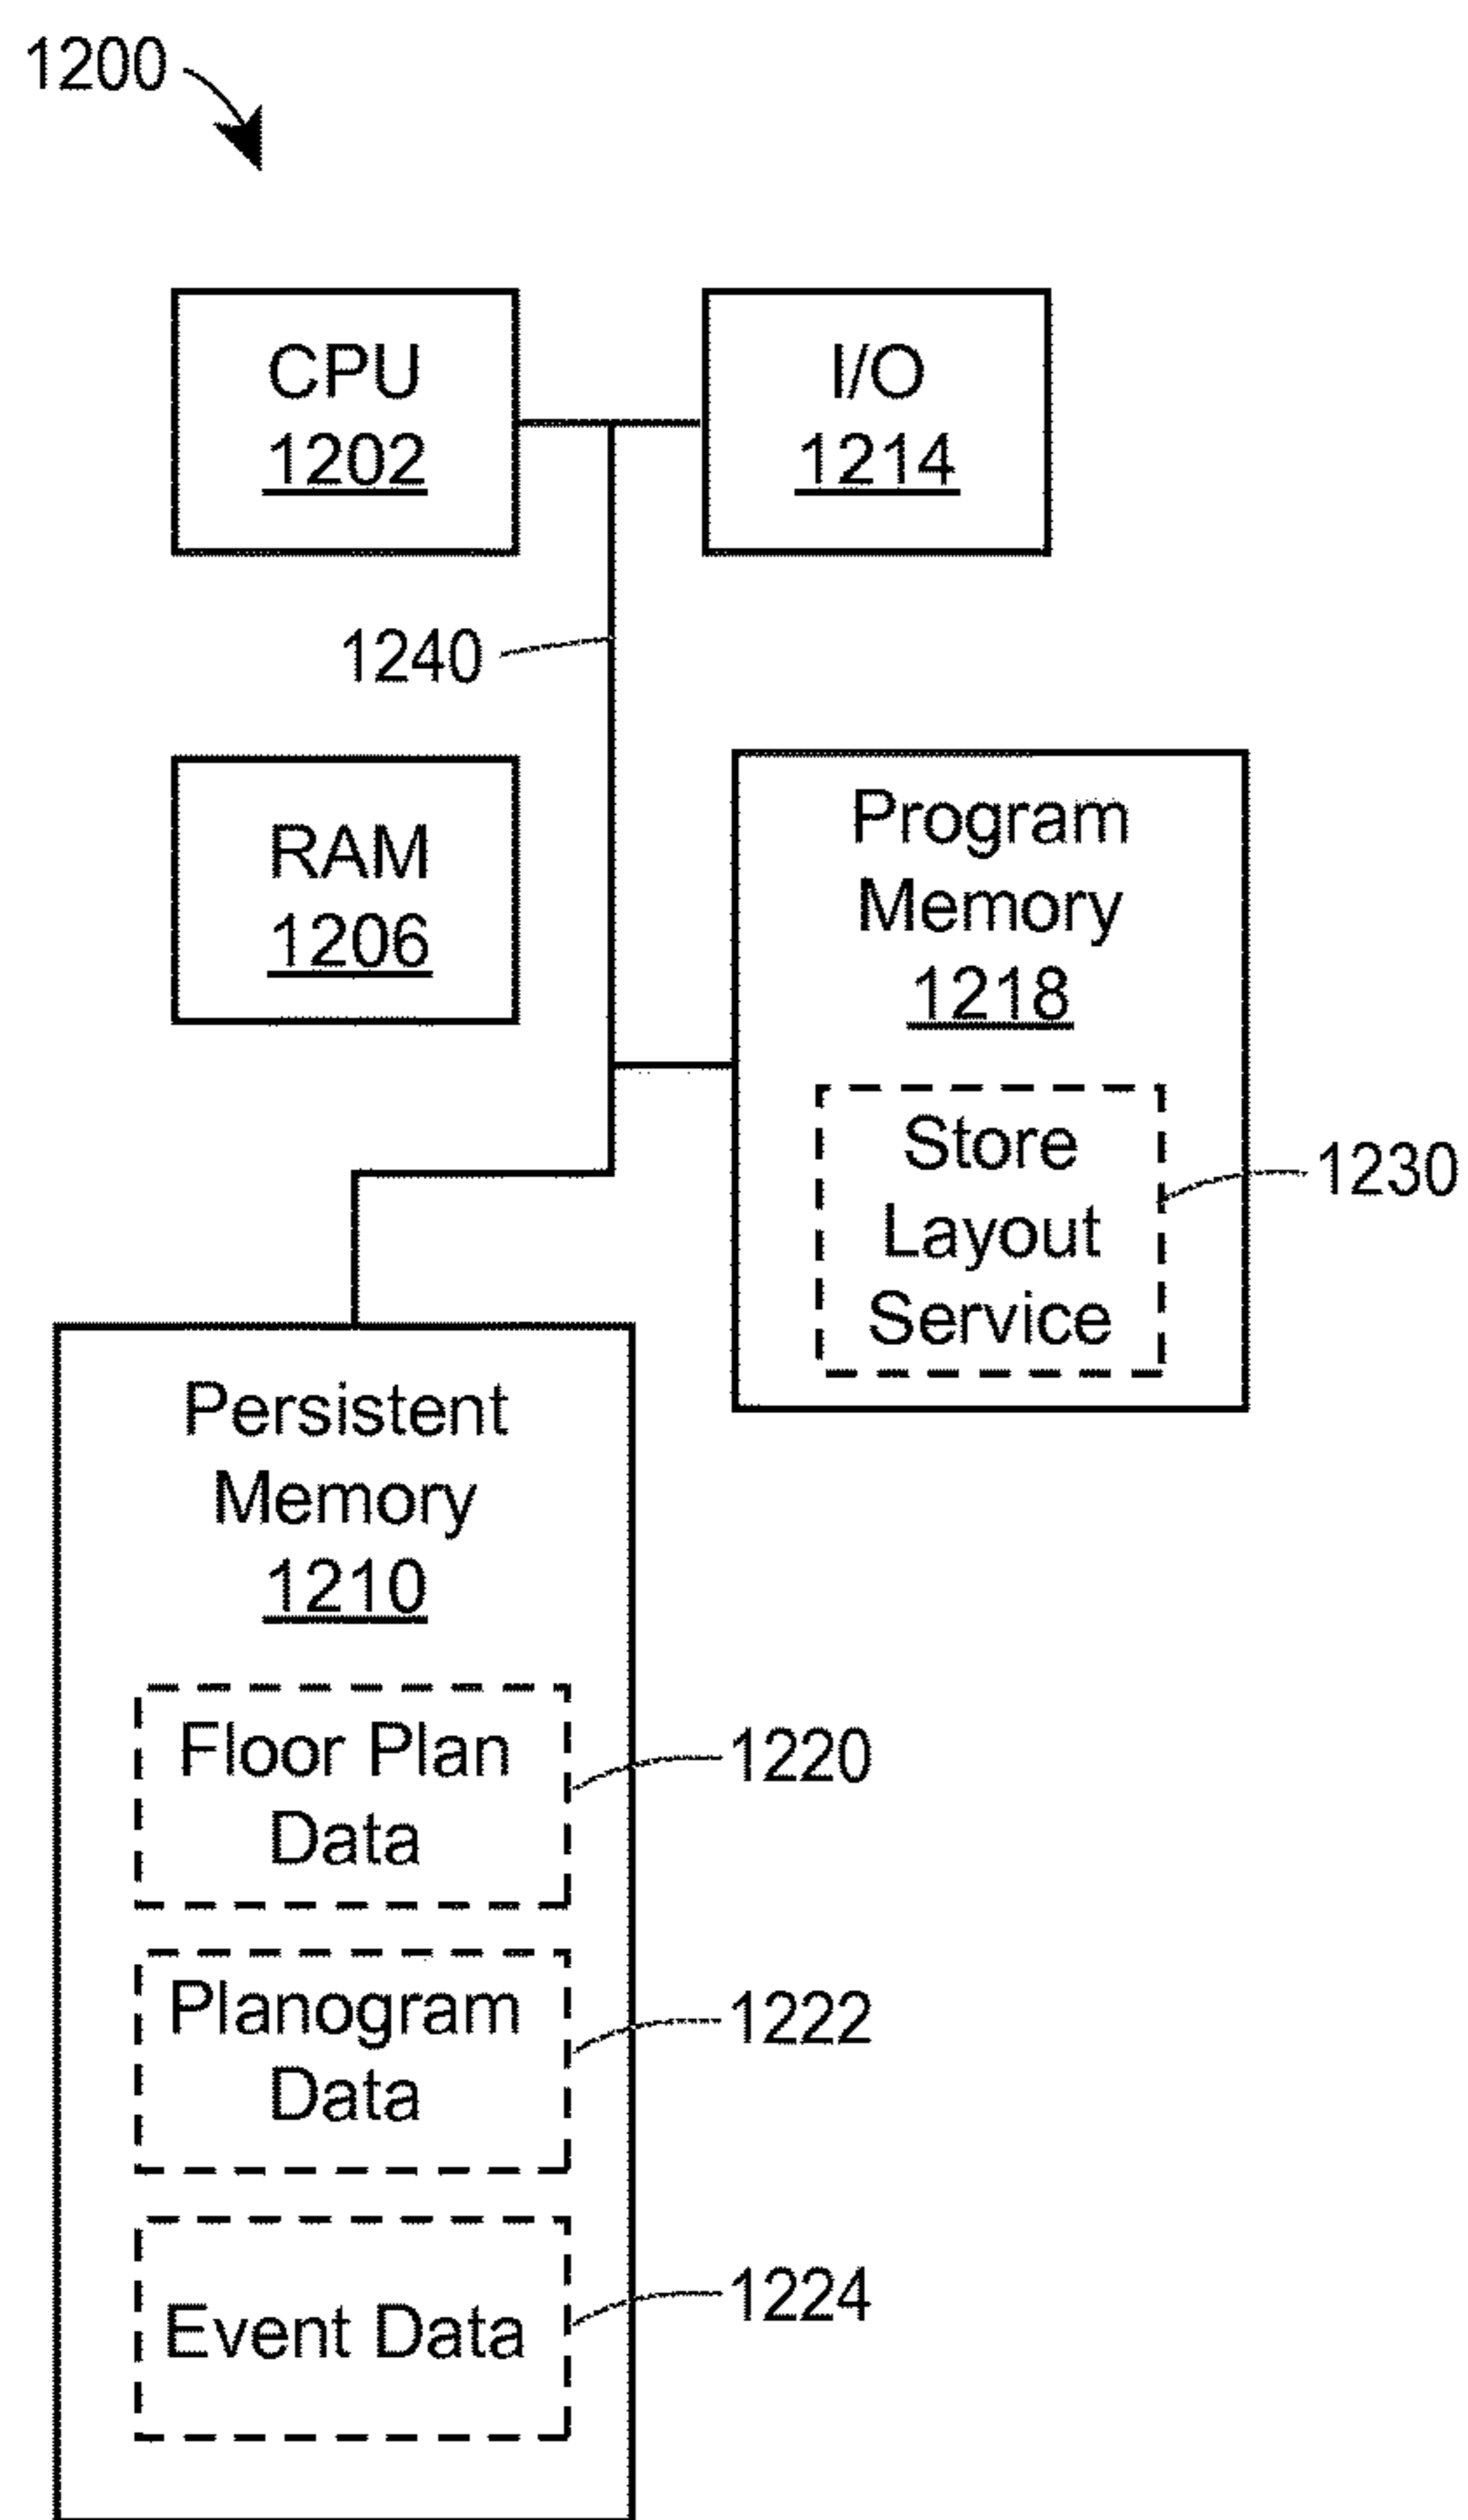 1200
CPU
1202
I/O
1214
1240
RAM
1206
Program
Memory
1218
Store
Layout
Service
1230
Persistent
Memory
1210
Floor Plan
Data
1220
Planogram
Data
1222
Event Data
1224